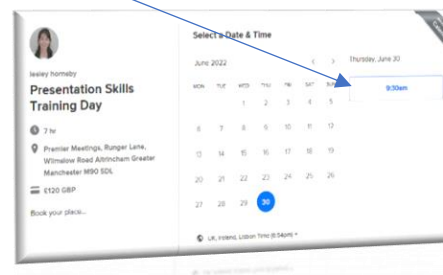 lesley hornsby
Presentation Skills
Training Day
7 hr
Premier Meetings, Runger Lane,
Wilmslow Road Altrincham Greater
Manchester M90 5DL
£120 GBP
Book your place...
Select a Date & Time
June 2022 < >
MON TUE WED THU FRI SAT SUN
1 2 3 4 5
6 7 8 9 10 11 12
13 14 15 16 17 18 19
20 21 22 23 24 25 26
27 28 29 30
UK, Ireland, Lisbon Time (6:54pm)
Thursday, June 30
9:30am